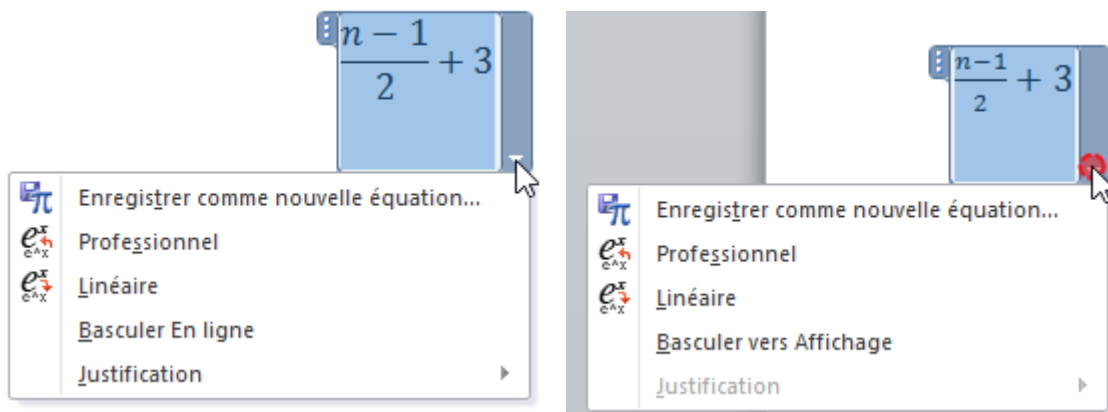 n − 1
2
+ 3
Enregistrer comme nouvelle équation...
Professionnel
Linéaire
Basculer En ligne
Justification
n−1
2
+ 3
Enregistrer comme nouvelle équation...
Professionnel
Linéaire
Basculer vers Affichage
Justification